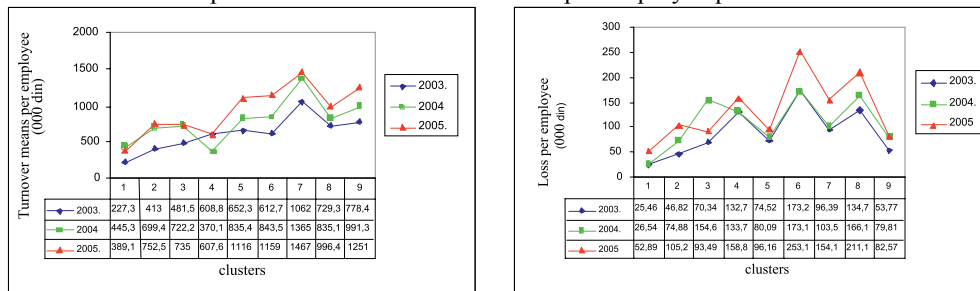 2000
1500
1000
500
0
Turnover means per employee
(000 din)
2003.
2004
2005.
1 2 3 4 5 6 7 8 9
2003. 227,3 413 481,5 608,8 652,3 612,7 1062 729,3 778,4
2004 445,3 699,4 722,2 370,1 835,4 843,5 1365 835,1 991,3
2005. 389,1 752,5 735 607,6 1116 1159 1467 996,4 1251
clusters
300
250
200
150
100
50
0
Loss per employee
(000 din)
2003.
2004.
2005
1 2 3 4 5 6 7 8 9
2003. 25,46 46,82 70,34 132,7 74,52 173,2 96,39 134,7 53,77
2004. 26,54 74,88 154,6 133,7 80,09 173,1 103,5 166,1 79,81
2005 52,89 105,2 93,49 158,8 96,16 253,1 154,1 211,1 82,57
clusters